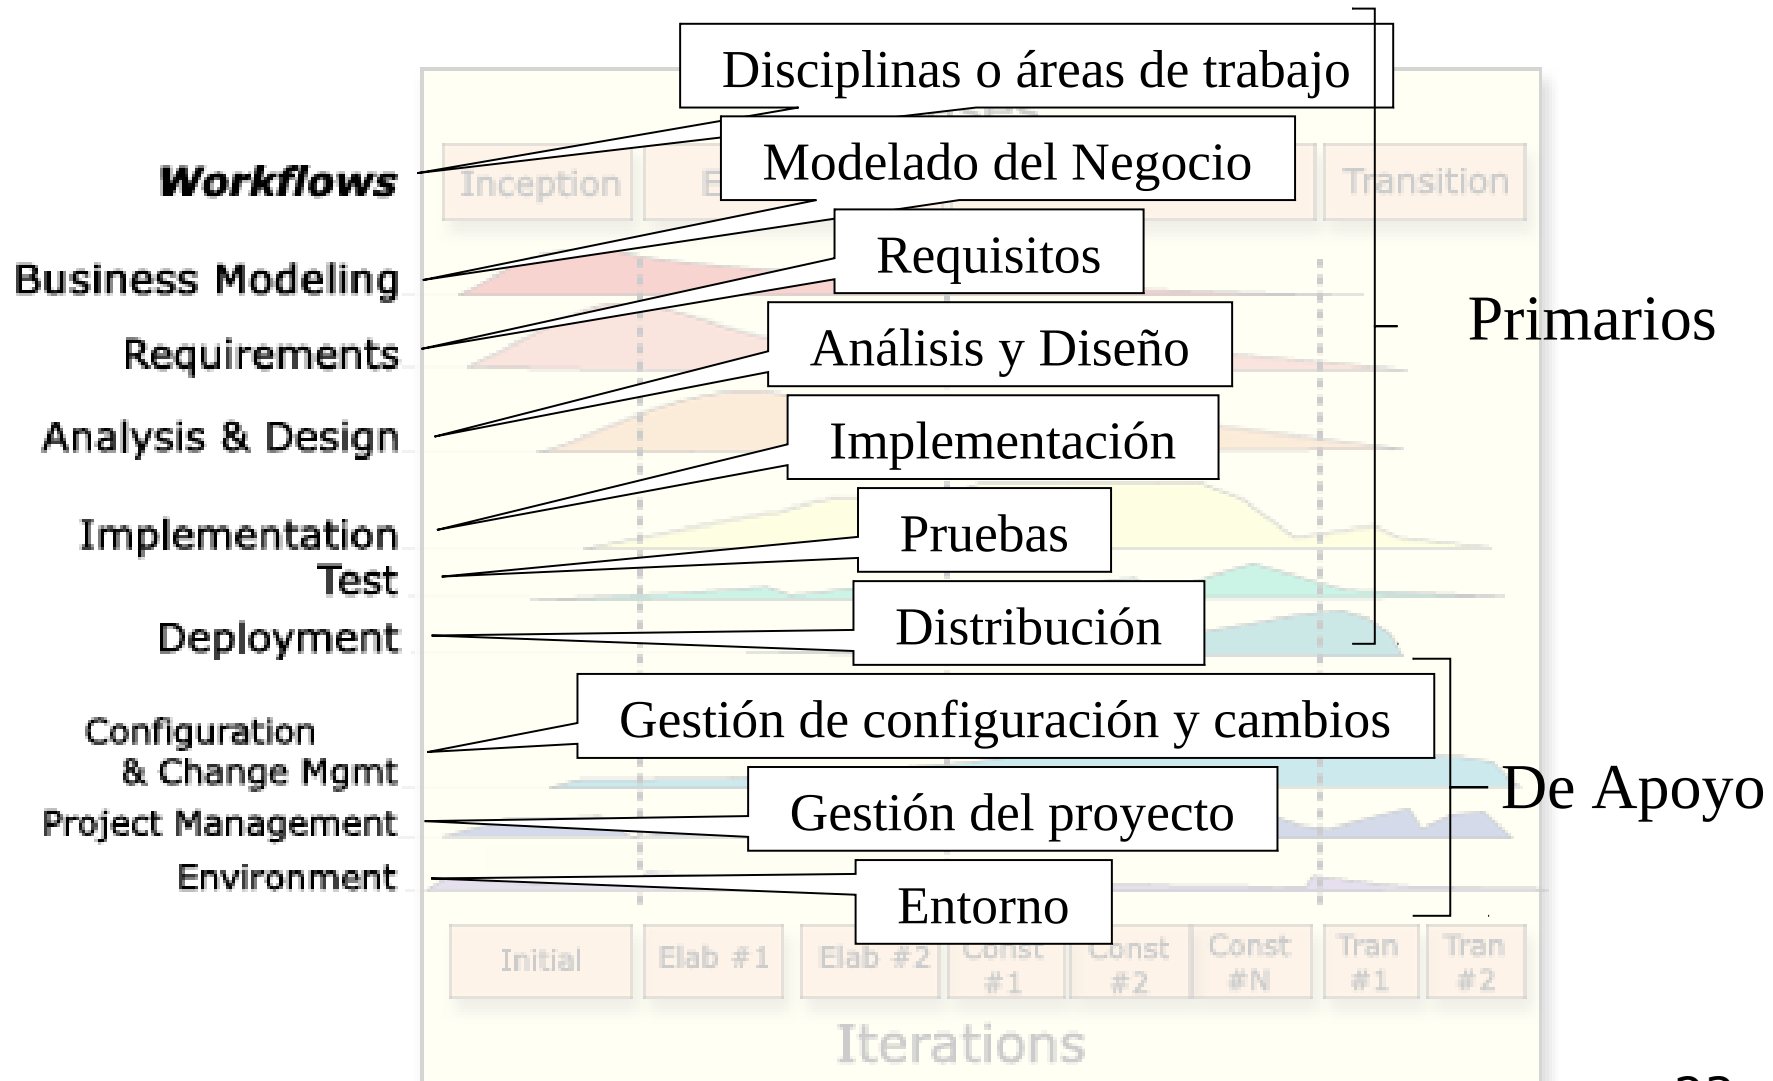 Disciplinas o áreas de trabajo
Workflows
Modelado del Negocio
Inception
Transition
Business Modeling
Requisitos
Primarios
Requirements
Análisis y Diseño
Analysis & Design
Implementación
Implementation
Pruebas
Test
Distribución
Deployment
Gestión de configuración y cambios
Configuration
& Change Mgmt
De Apoyo
Project Management
Gestión del proyecto
Environment
Entorno
Initial
Elab #1
Elab #2
Const
#1
Const
#2
Const
#N
Tran
#1
Tran
#2
Iterations